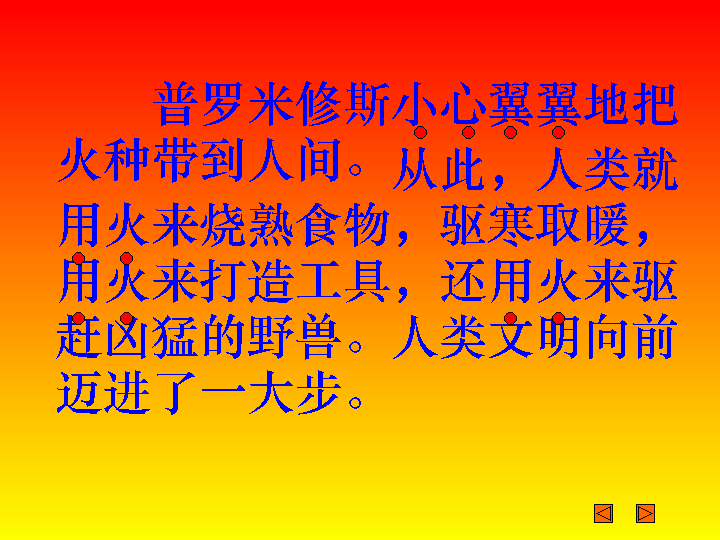 普罗米修斯小心翼翼地把
火种带到人间。从此，人类就
用火来烧熟食物，驱寒取暖，
用火来打造工具，还用火来驱
赶凶猛的野兽。人类文明向前
迈进了一大步。